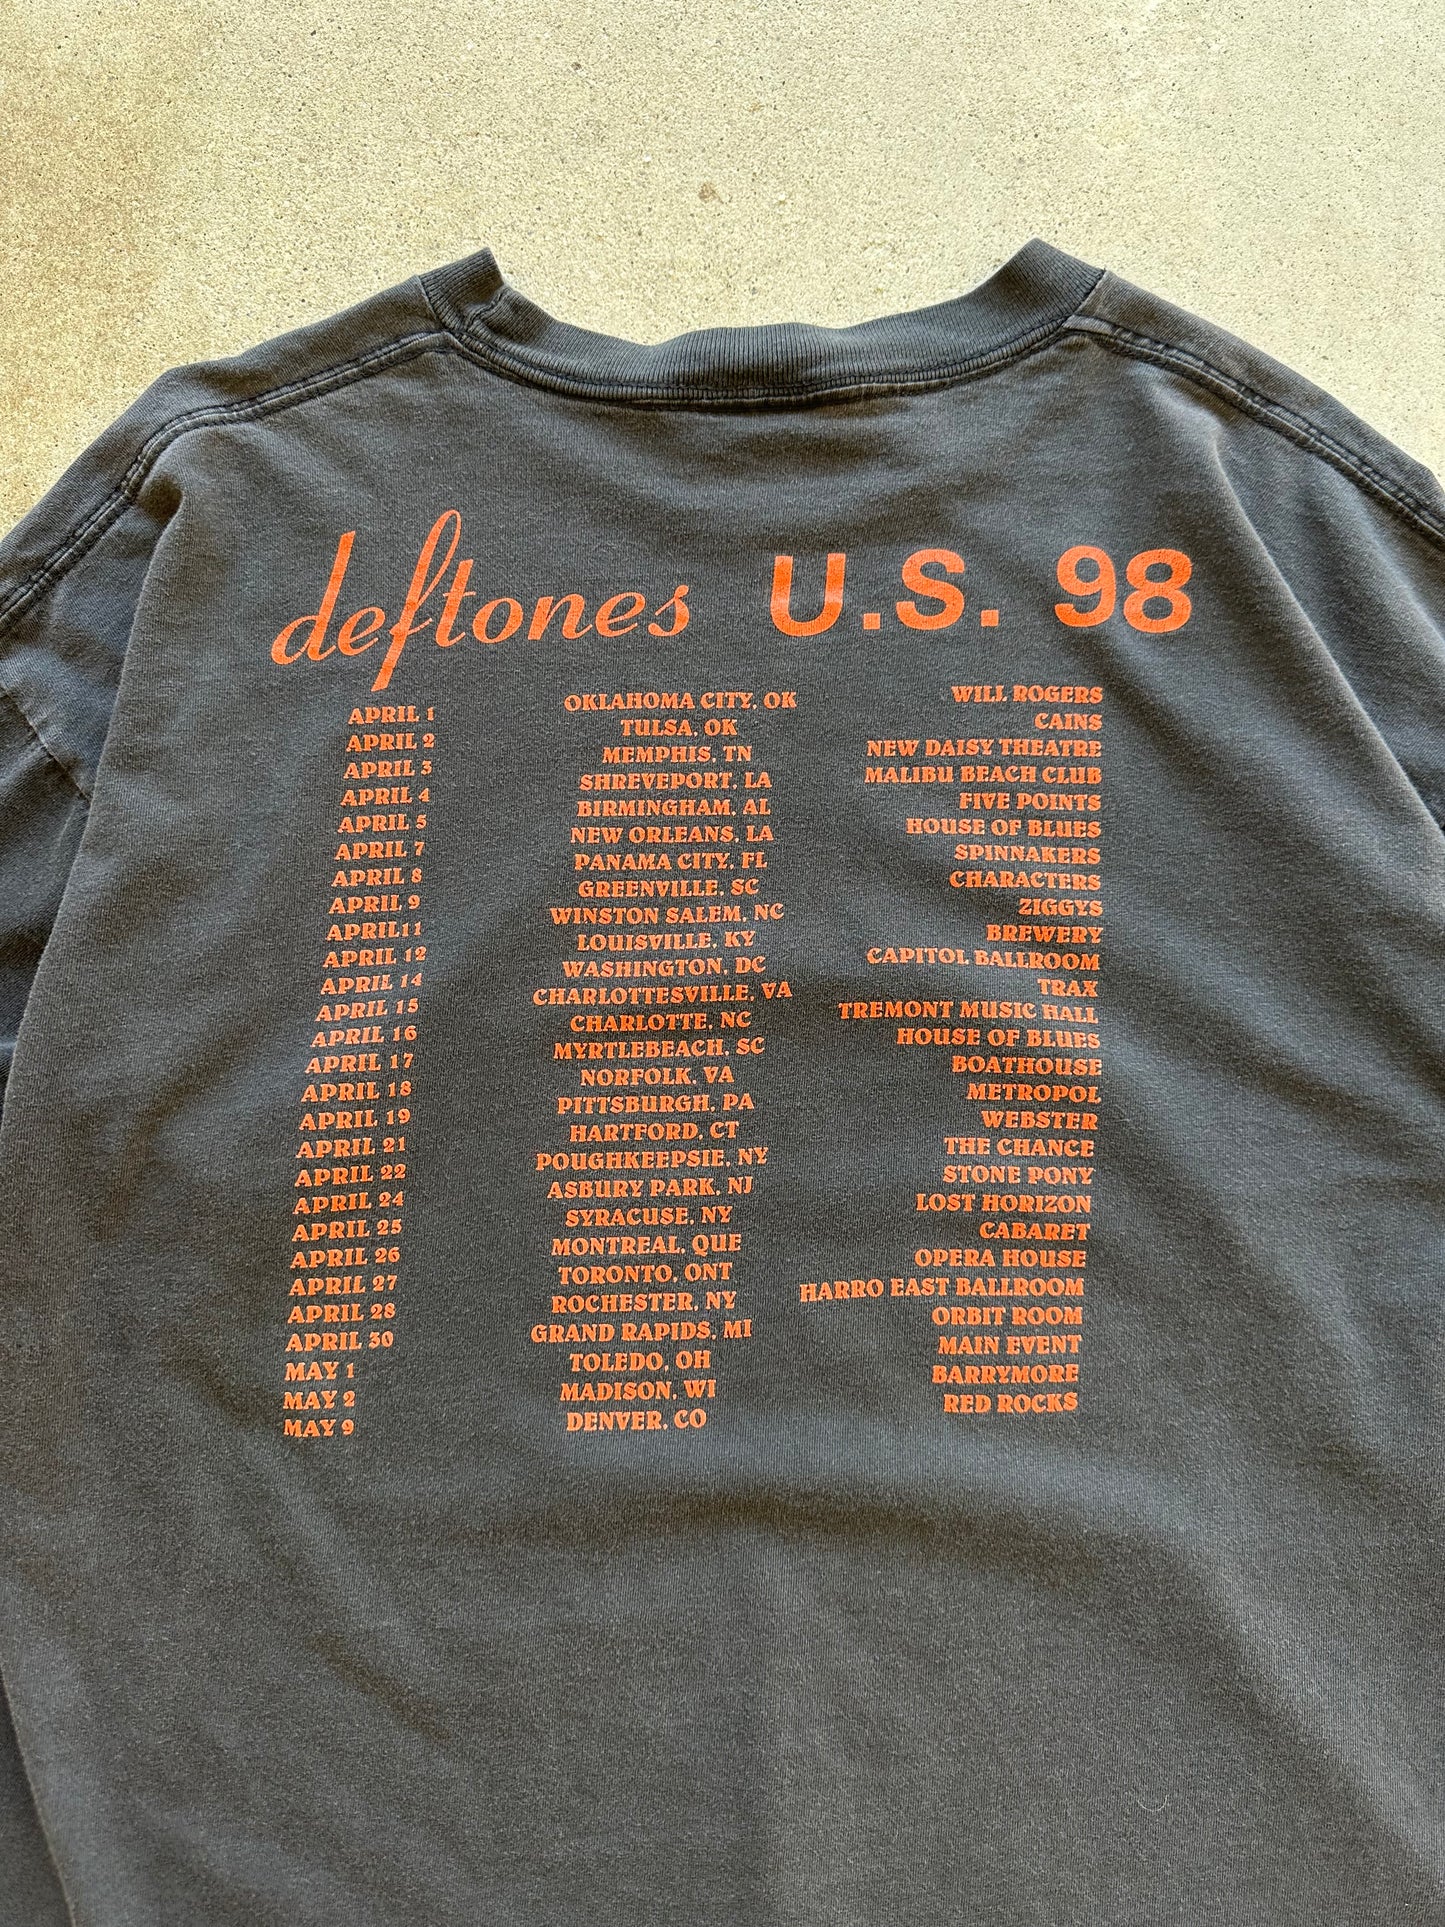 deftones U.S. 98
APRIL 1 OKLAHOMA CITY, OK WILL ROGERS
APRIL 2 TULSA, OK CAINS
APRIL 3 MEMPHIS, TN NEW DAISY THEATRE
APRIL 4 SHREVEPORT, LA MALIBU BEACH CLUB
APRIL 5 BIRMINGHAM, AL FIVE POINTS
APRIL 7 NEW ORLEANS, LA HOUSE OF BLUES
APRIL 8 PANAMA CITY, FL SPINNAKERS
APRIL 9 GREENVILLE, SC CHARACTERS
APRIL11 WINSTON SALEM, NC ZIGGYS
APRIL 12 LOUISVILLE, KY BREWERY
APRIL 14 WASHINGTON, DC CAPITOL BALLROOM
APRIL 15 CHARLOTTESVILLE, VA TRAX
APRIL 16 CHARLOTTE, NC TREMONT MUSIC HALL
APRIL 17 MYRTLEBEACH, SC HOUSE OF BLUES
APRIL 18 NORFOLK, VA BOATHOUSE
APRIL 19 PITTSBURGH, PA METROPOL
APRIL 21 HARTFORD, CT WEBSTER
APRIL 22 POUGHKEEPSIE, NY THE CHANCE
APRIL 24 ASBURY PARK, NJ STONE PONY
APRIL 25 SYRACUSE, NY LOST HORIZON
APRIL 26 MONTREAL, QUE CABARET
APRIL 27 TORONTO, ONT OPERA HOUSE
APRIL 28 ROCHESTER, NY HARRO EAST BALLROOM
APRIL 30 GRAND RAPIDS, MI ORBIT ROOM
MAY 1 TOLEDO, OH MAIN EVENT
MAY 2 MADISON, WI BARRYMORE
MAY 9 DENVER, CO RED ROCKS